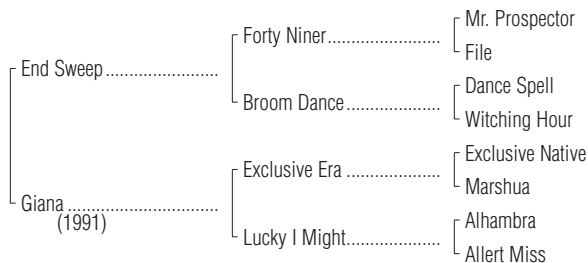 Mr. Prospector
Forty Niner
File
End Sweep
Dance Spell
Broom Dance
Witching Hour
Exclusive Native
Exclusive Era
Marshua
Giana
(1991)
Alhambra
Lucky I Might
Allert Miss